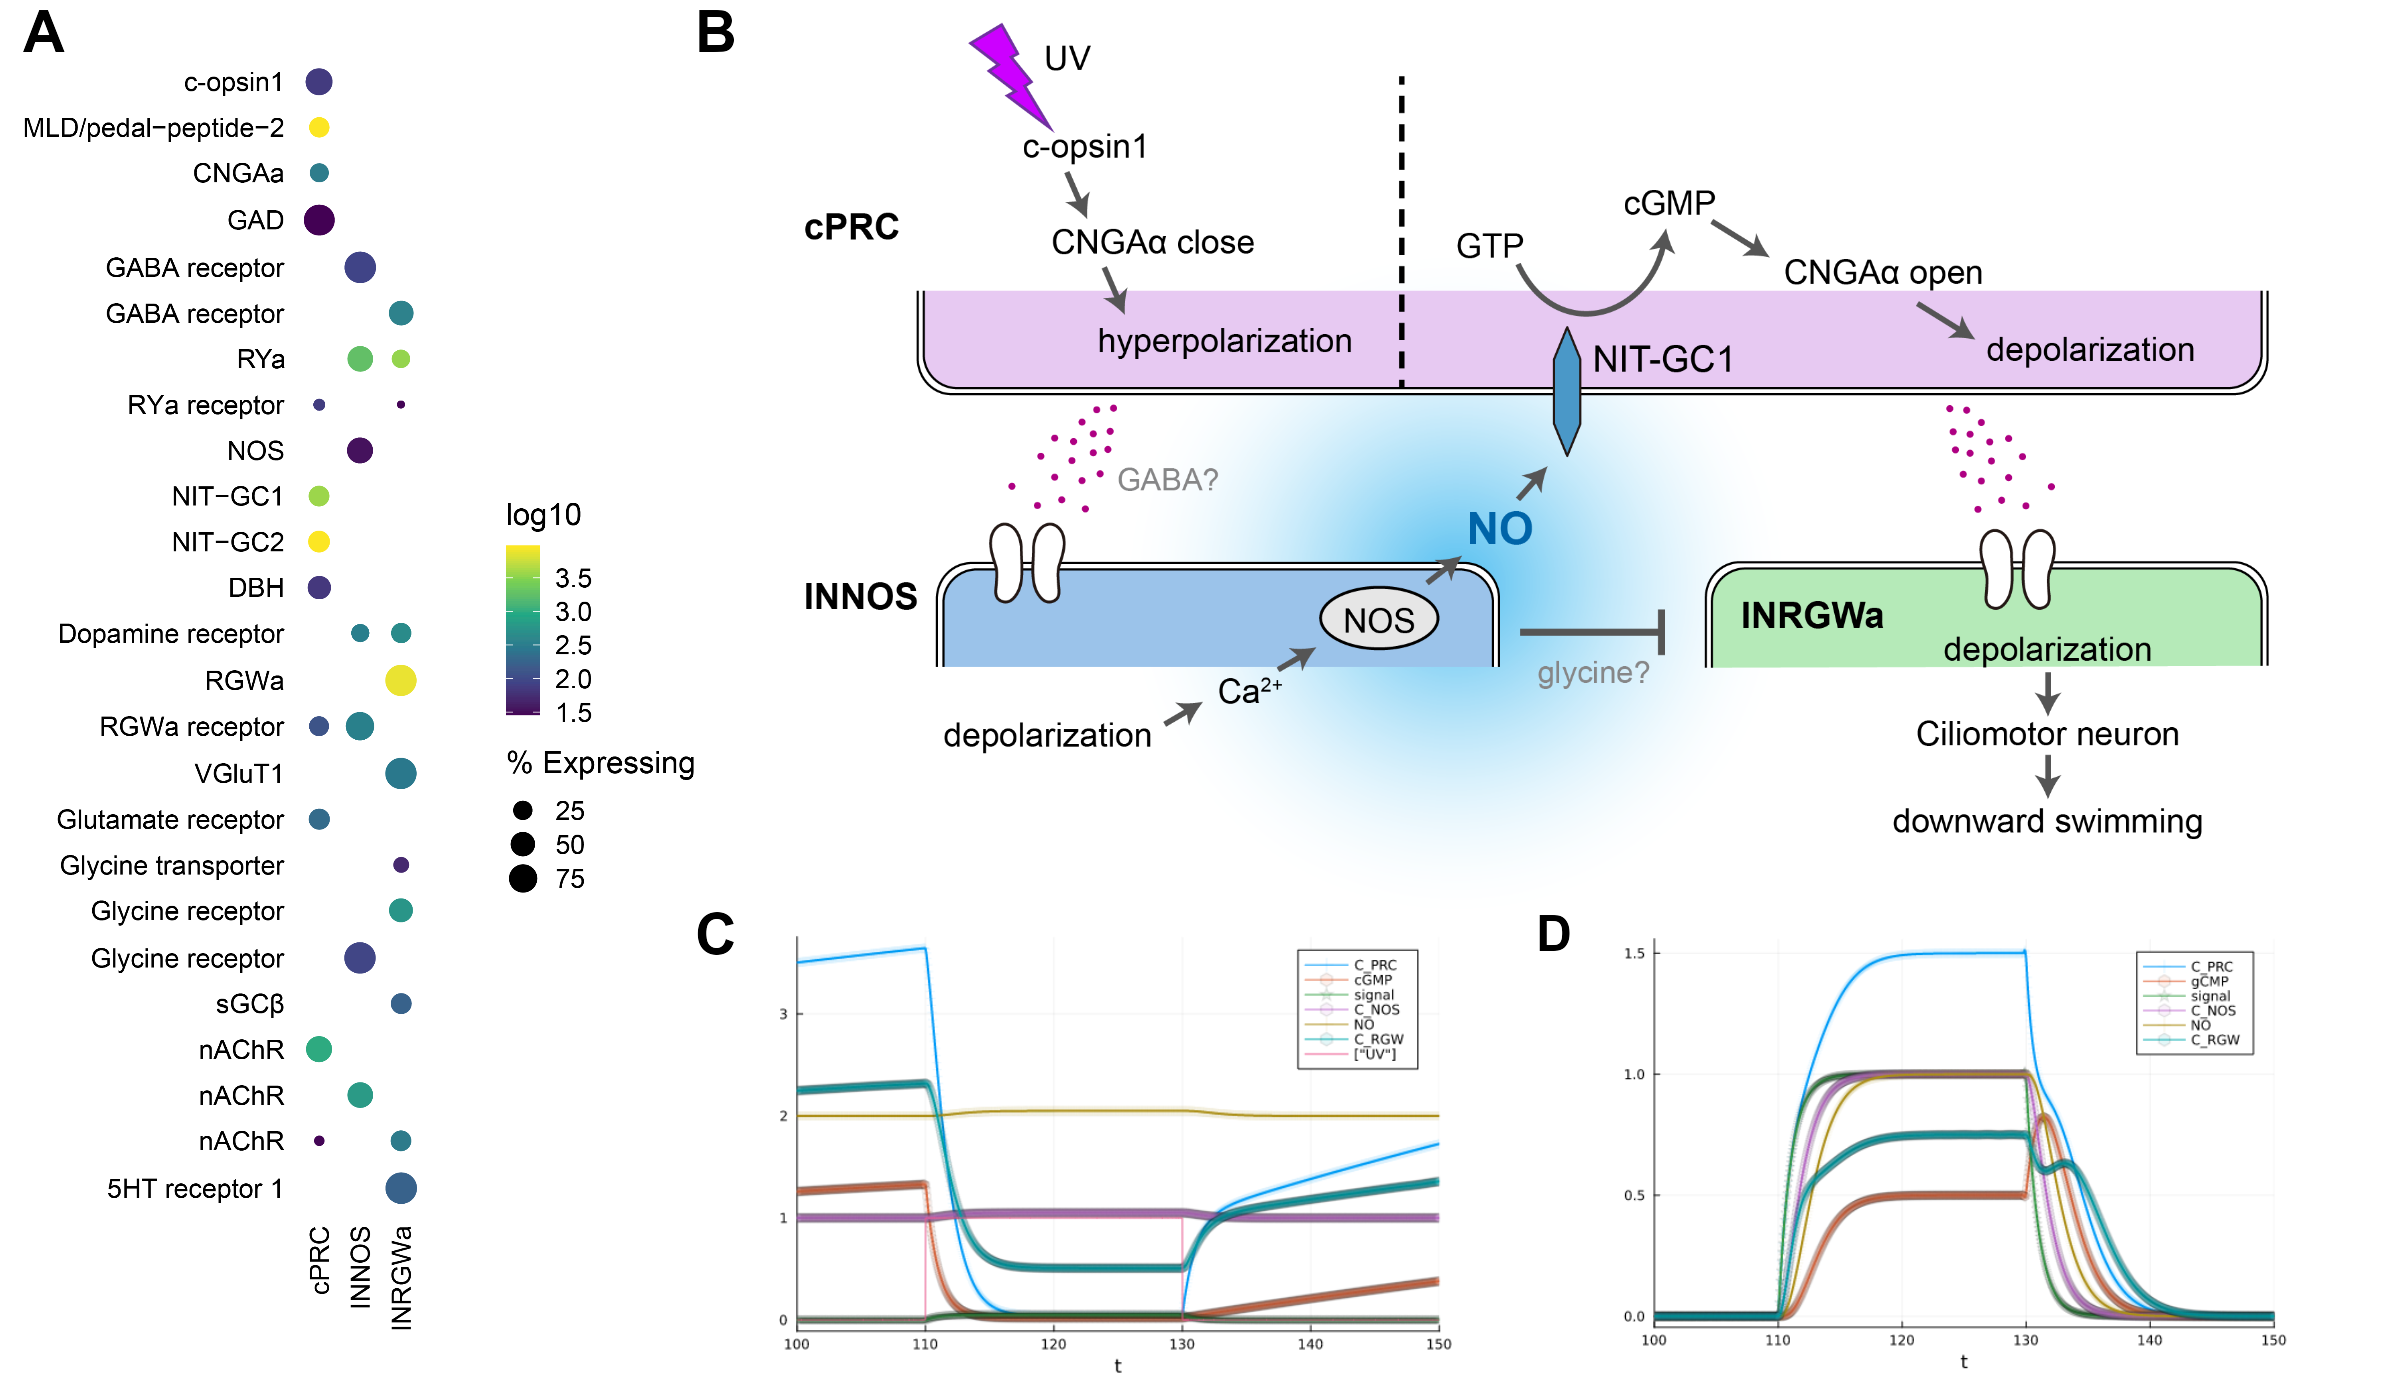 A
c-opsin1
MLD/pedal−peptide−2
CNGAa
GAD
GABA receptor
GABA receptor
RYa
RYa receptor
NOS
NIT−GC1
NIT−GC2
DBH
Dopamine receptor
RGWa
RGWa receptor
VGluT1
Glutamate receptor
Glycine transporter
Glycine receptor
Glycine receptor
sGCβ
nAChR
nAChR
nAChR
5HT receptor 1
cPRC
INNOS
INRGWa
log10
3.5
3.0
2.5
2.0
1.5
% Expressing
25
50
75
B
UV
c-opsin1
CNGAα close
hyperpolarization
cPRC
GTP
cGMP
CNGAα open
depolarization
NIT-GC1
GABA?
NO
INNOS
NOS
Ca2+
depolarization
glycine?
INRGWa
depolarization
Ciliomotor neuron
downward swimming
C
3
2
1
0
100
110
120
130
140
150
t
C_PRC
cGMP
signal
C_NOS
NO
C_RGW
["UV"]
D
1.5
1.0
0.5
0.0
100
110
120
130
140
150
t
C_PRC
gCMP
signal
C_NOS
NO
C_RGW